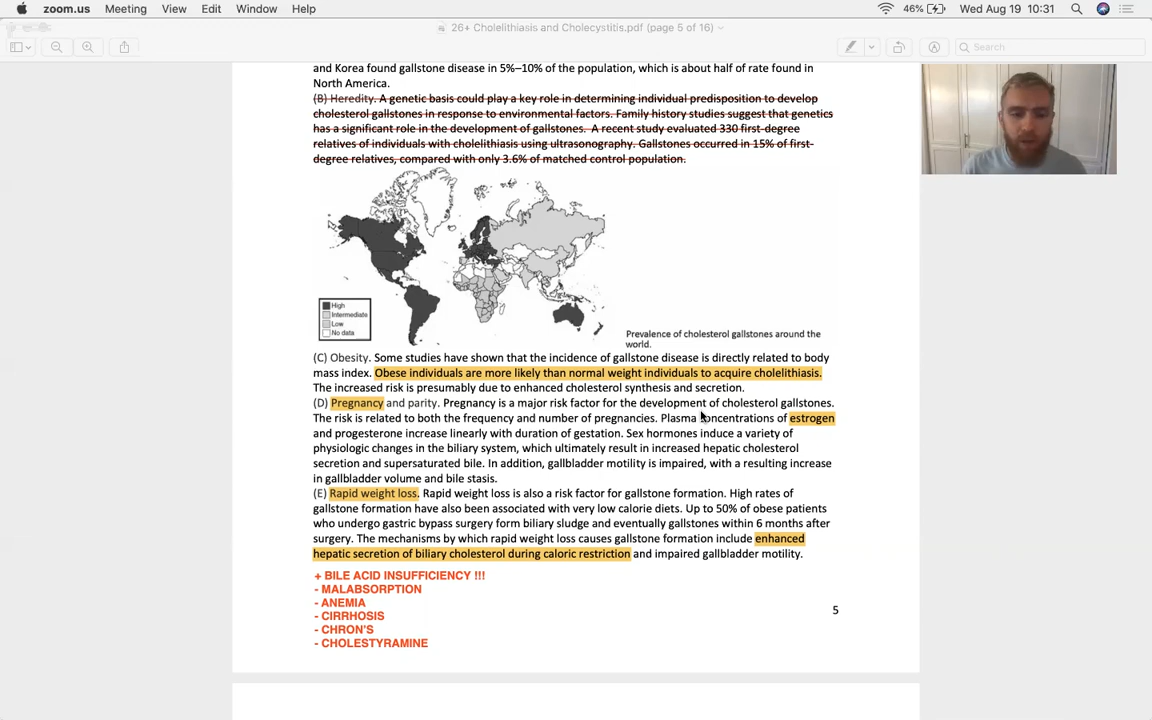 zoom.us Meeting View Edit Window Help 46% Wed Aug 19 10:31
26+ Cholelithiasis and Cholecystitis.pdf (page 5 of 16)
Search
and Korea found gallstone disease in 5%–10% of the population, which is about half of rate found in
North America.
(B) Heredity. A genetic basis could play a key role in determining individual predisposition to develop
cholesterol gallstones in response to environmental factors. Family history studies suggest that genetics
has a significant role in the development of gallstones. A recent study evaluated 330 first-degree
relatives of individuals with cholelithiasis using ultrasonography. Gallstones occurred in 15% of first-
degree relatives, compared with only 3.6% of matched control population.
High
Intermediate
Low
No data
Prevalence of cholesterol gallstones around the
world.
(C) Obesity. Some studies have shown that the incidence of gallstone disease is directly related to body
mass index. Obese individuals are more likely than normal weight individuals to acquire cholelithiasis.
The increased risk is presumably due to enhanced cholesterol synthesis and secretion.
(D) Pregnancy and parity. Pregnancy is a major risk factor for the development of cholesterol gallstones.
The risk is related to both the frequency and number of pregnancies. Plasma concentrations of estrogen
and progesterone increase linearly with duration of gestation. Sex hormones induce a variety of
physiologic changes in the biliary system, which ultimately result in increased hepatic cholesterol
secretion and supersaturated bile. In addition, gallbladder motility is impaired, with a resulting increase
in gallbladder volume and bile stasis.
(E) Rapid weight loss. Rapid weight loss is also a risk factor for gallstone formation. High rates of
gallstone formation have also been associated with very low calorie diets. Up to 50% of obese patients
who undergo gastric bypass surgery form biliary sludge and eventually gallstones within 6 months after
surgery. The mechanisms by which rapid weight loss causes gallstone formation include enhanced
hepatic secretion of biliary cholesterol during caloric restriction and impaired gallbladder motility.
+ BILE ACID INSUFFICIENCY !!!
- MALABSORPTION
- ANEMIA
- CIRRHOSIS
- CHRON'S
- CHOLESTYRAMINE
5